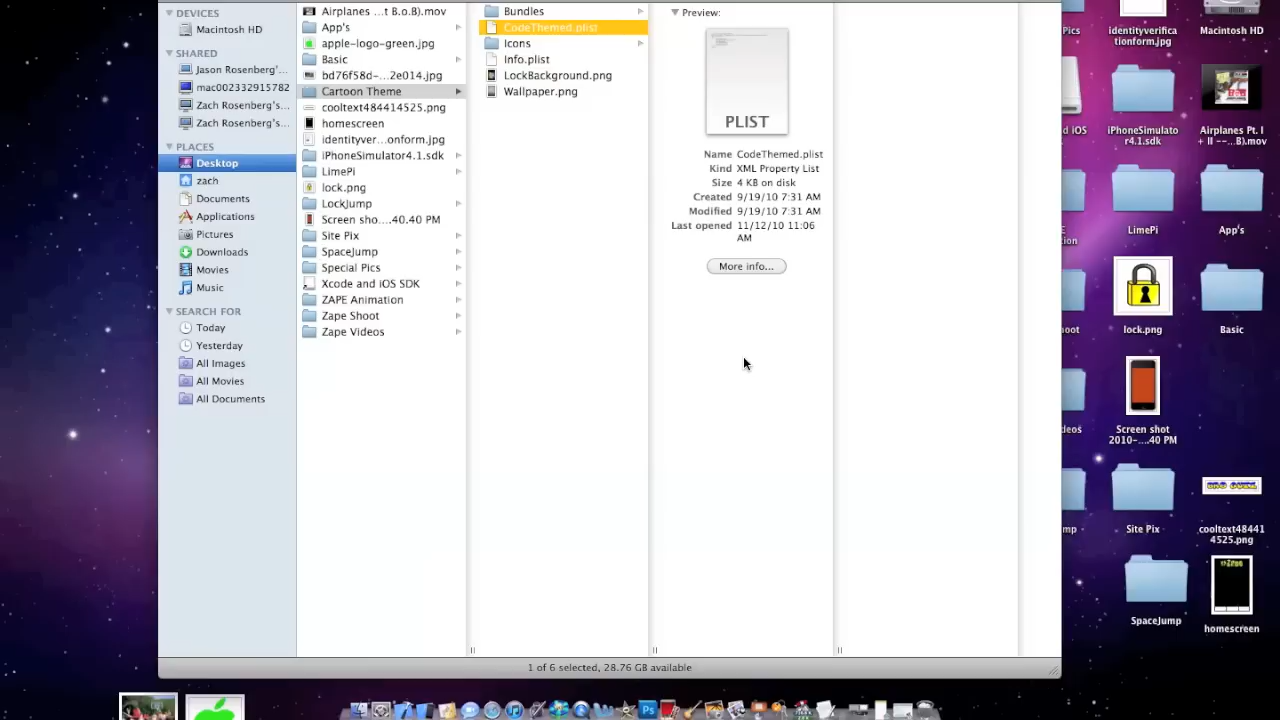 DEVICES
Macintosh HD
SHARED
Jason Rosenberg'...
mac002332915782
Zach Rosenberg's...
Zach Rosenberg's...
PLACES
Desktop
zach
Documents
Applications
Pictures
Downloads
Movies
Music
SEARCH FOR
Today
Yesterday
All Images
All Movies
All Documents
Airplanes ...t B.o.B).mov
App's
apple-logo-green.jpg
Basic
bd76f58d-...2e014.jpg
Cartoon Theme
cooltext484414525.png
homescreen
identityver...onform.jpg
iPhoneSimulator4.1.sdk
LimePi
lock.png
LockJump
Screen sho....40.40 PM
Site Pix
SpaceJump
Special Pics
Xcode and iOS SDK
ZAPE Animation
Zape Shoot
Zape Videos
Bundles
CodeThemed.plist
Icons
Info.plist
LockBackground.png
Wallpaper.png
Preview:
PLIST
Name CodeThemed.plist
Kind XML Property List
Size 4 KB on disk
Created 9/19/10 7:31 AM
Modified 9/19/10 7:31 AM
Last opened 11/12/10 11:06
AM
More info...
1 of 6 selected, 28.76 GB available
Pics
identityverifica
tionform.jpg
Macintosh HD
d iOS
iPhoneSimulato
r4.1.sdk
Airplanes Pt. I
+ II --...B).mov
LimePi
App's
tion
oot
lock.png
Basic
deos
Screen shot
2010-...40 PM
mp
Site Pix
cooltext48441
4525.png
SpaceJump
homescreen